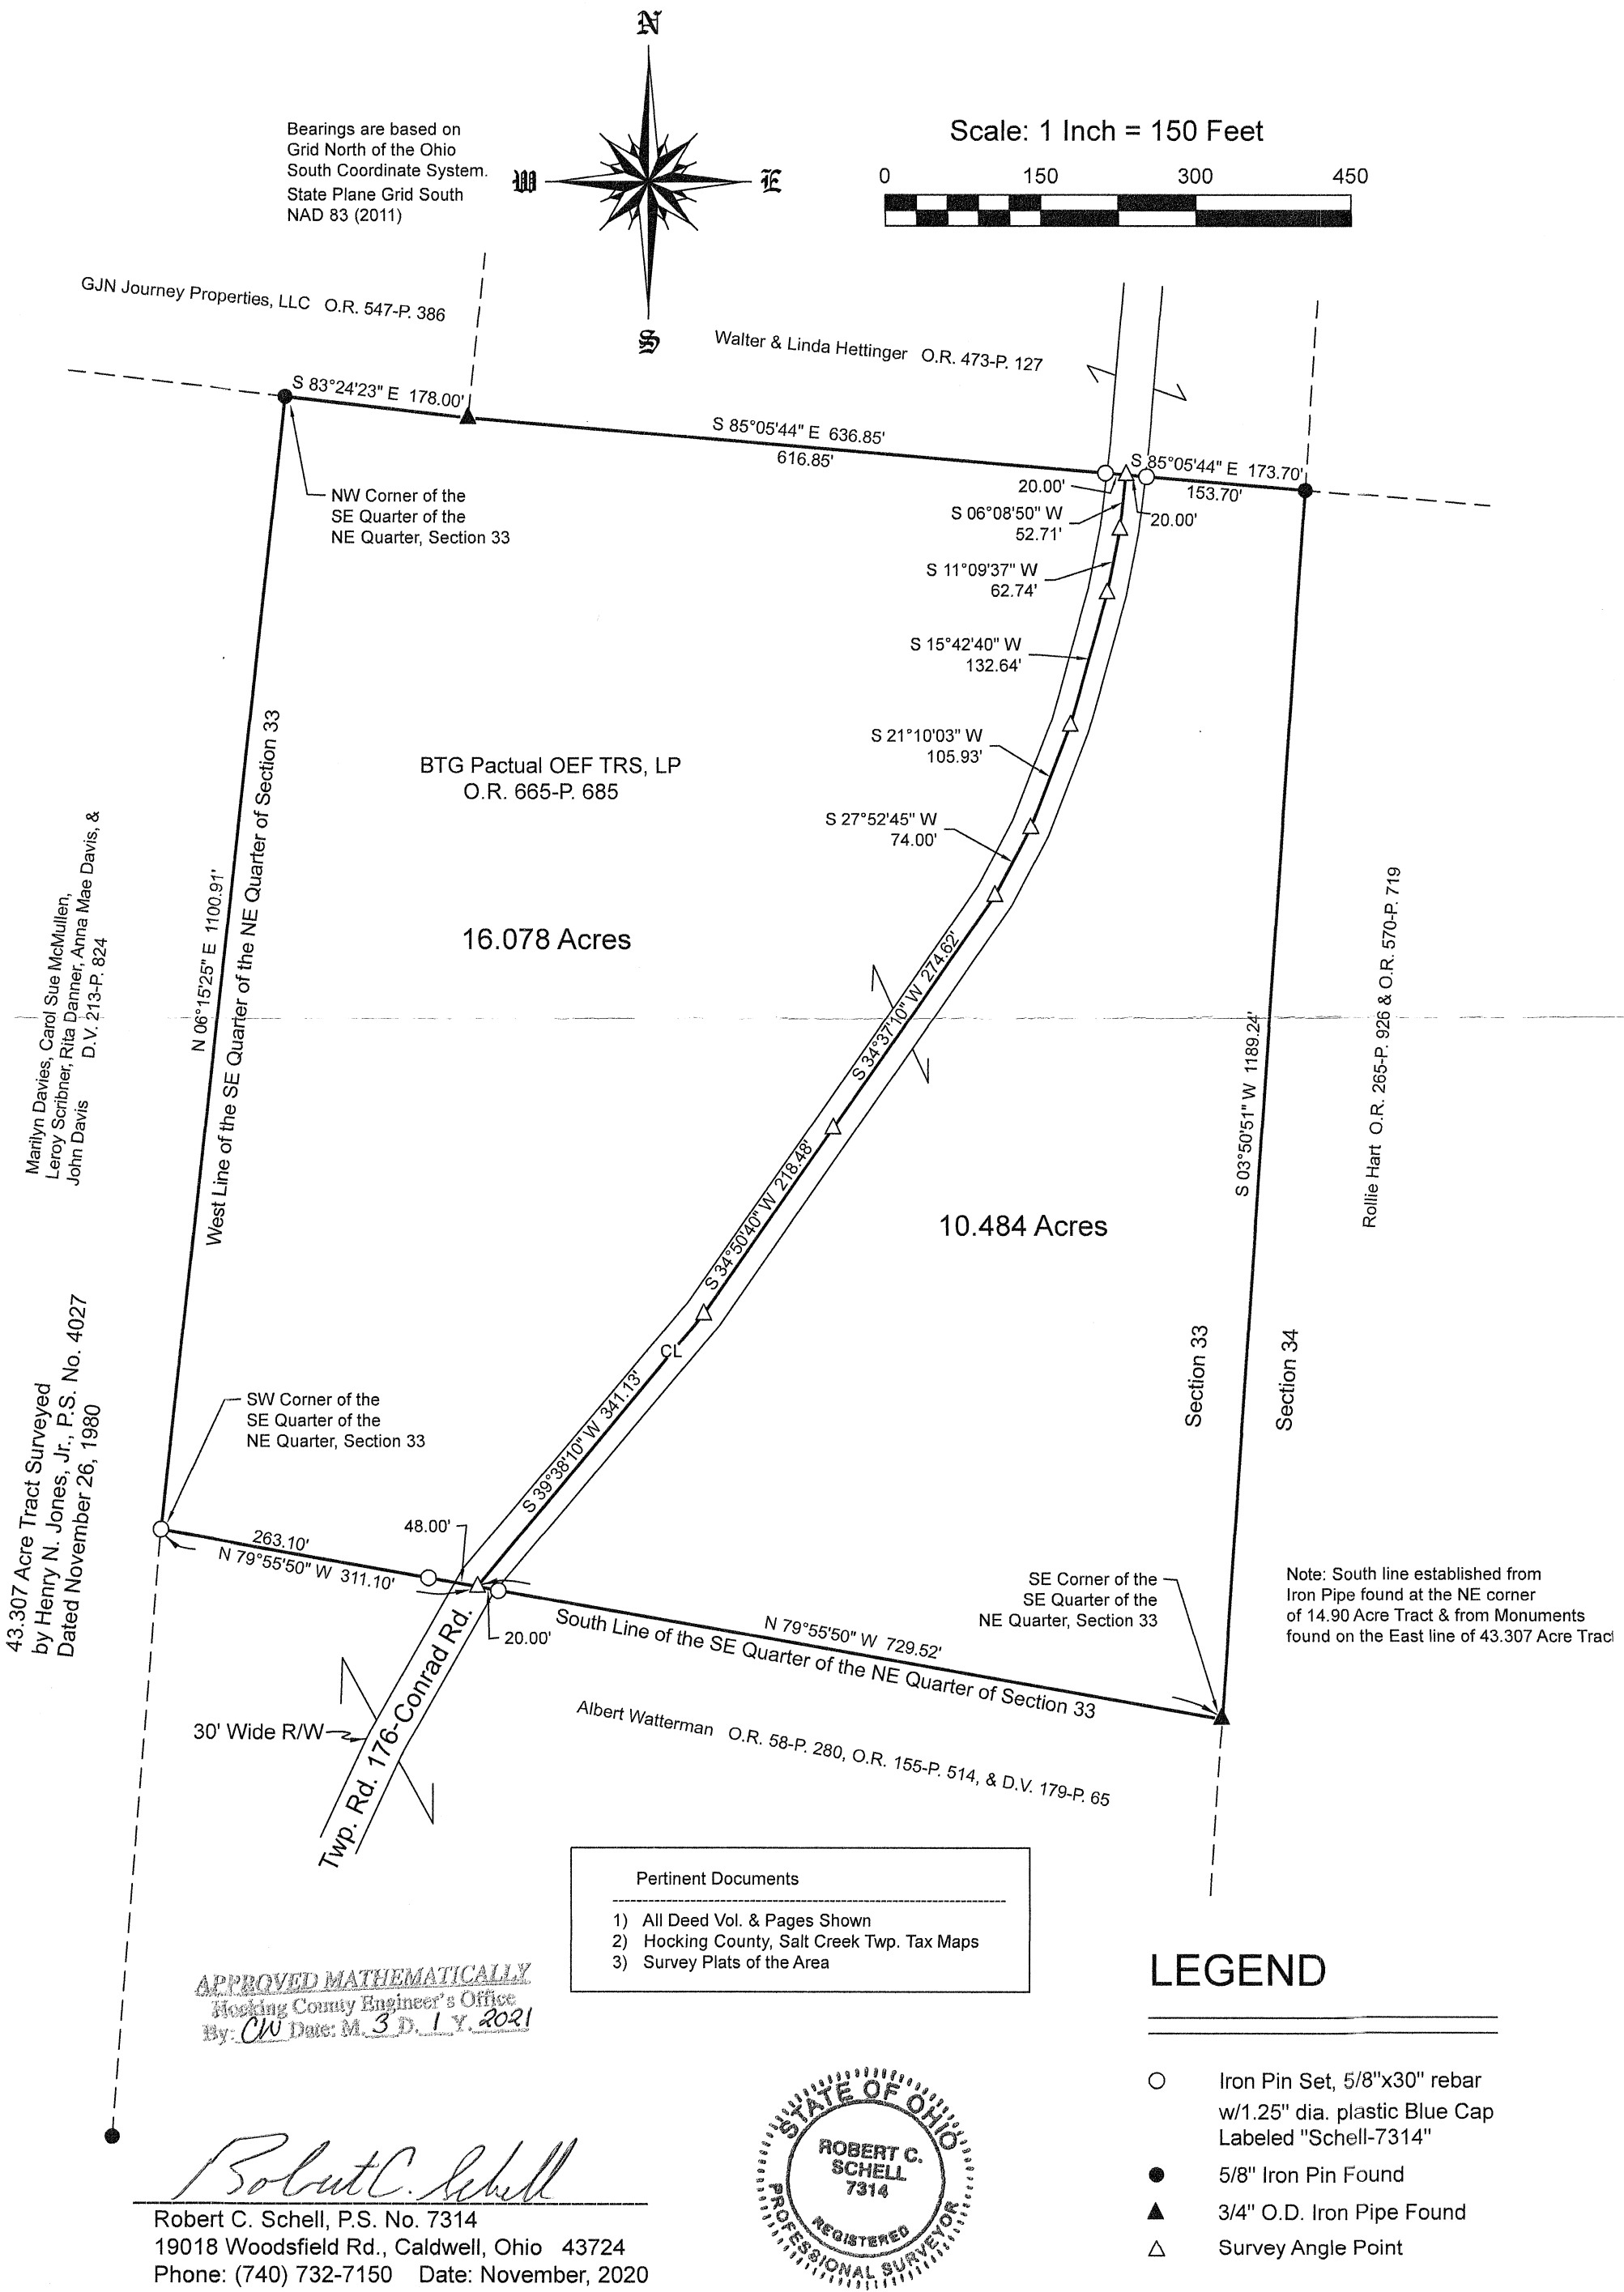 N
W
E
S
Bearings are based on
Grid North of the Ohio
South Coordinate System.
State Plane Grid South
NAD 83 (2011)
Scale: 1 Inch = 150 Feet
0 150 300 450
GJN Journey Properties, LLC O.R. 547-P. 386
Walter & Linda Hettinger O.R. 473-P. 127
S 83°24'23" E 178.00'
S 85°05'44" E 636.85'
616.85'
S 85°05'44" E 173.70'
153.70'
20.00'
20.00'
NW Corner of the
SE Quarter of the
NE Quarter, Section 33
S 06°08'50" W
52.71'
S 11°09'37" W
62.74'
S 15°42'40" W
132.64'
S 21°10'03" W
105.93'
S 27°52'45" W
74.00'
BTG Pactual OEF TRS, LP
O.R. 665-P. 685
16.078 Acres
N 06°15'25" E 1100.91'
West Line of the SE Quarter of the NE Quarter of Section 33
Marilyn Davies, Carol Sue McMullen,
Leroy Scribner, Rita Danner, Anna Mae Davis, &
John Davis D.V. 213-P. 824
S 34°37'10" W 274.62'
S 34°50'40" W 218.48'
CL
S 39°38'10" W 341.13'
10.484 Acres
S 03°50'51" W 1189.24'
Rollie Hart O.R. 265-P. 926 & O.R. 570-P. 719
Section 33
Section 34
43.307 Acre Tract Surveyed
by Henry N. Jones, Jr., P.S. No. 4027
Dated November 26, 1980
SW Corner of the
SE Quarter of the
NE Quarter, Section 33
263.10'
N 79°55'50" W 311.10'
48.00'
20.00'
N 79°55'50" W 729.52'
South Line of the SE Quarter of the NE Quarter of Section 33
SE Corner of the
SE Quarter of the
NE Quarter, Section 33
Note: South line established from
Iron Pipe found at the NE corner
of 14.90 Acre Tract & from Monuments
found on the East line of 43.307 Acre Trac
Albert Watterman O.R. 58-P. 280, O.R. 155-P. 514, & D.V. 179-P. 65
30' Wide R/W
Twp. Rd. 176-Conrad Rd.
Pertinent Documents
1) All Deed Vol. & Pages Shown
2) Hocking County, Salt Creek Twp. Tax Maps
3) Survey Plats of the Area
APPROVED MATHEMATICALLY
Hocking County Engineer's Office
By: CW Date: M. 3 D. 1 Y. 2021
Robert C. Schell
Robert C. Schell, P.S. No. 7314
19018 Woodsfield Rd., Caldwell, Ohio 43724
Phone: (740) 732-7150 Date: November, 2020
STATE OF OHIO
ROBERT C.
SCHELL
7314
REGISTERED
PROFESSIONAL SURVEYOR
LEGEND
Iron Pin Set, 5/8"x30" rebar
w/1.25" dia. plastic Blue Cap
Labeled "Schell-7314"
5/8" Iron Pin Found
3/4" O.D. Iron Pipe Found
Survey Angle Point